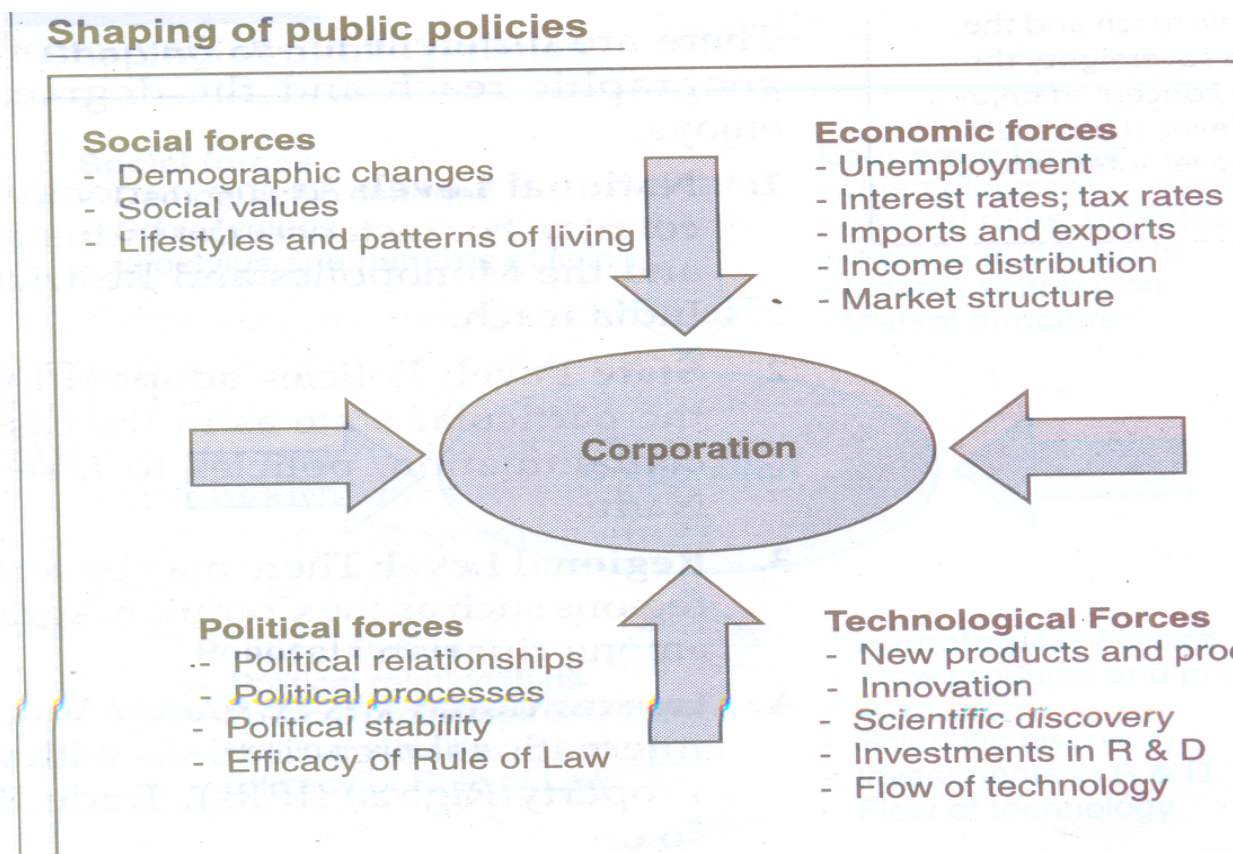 Shaping of public policies
Social forces
- Demographic changes
- Social values
- Lifestyles and patterns of living
Economic forces
- Unemployment
- Interest rates; tax rates
- Imports and exports
- Income distribution
- Market structure
Corporation
Political forces
- Political relationships
- Political processes
- Political stability
- Efficacy of Rule of Law
Technological Forces
- New products and
- Innovation
- Scientific discovery
- Investments in R & D
- Flow of technology